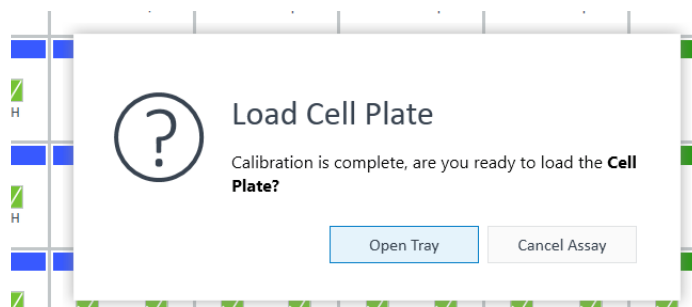 Load Cell Plate
Calibration is complete, are you ready to load the Cell
Plate?
Open Tray
Cancel Assay
H
H